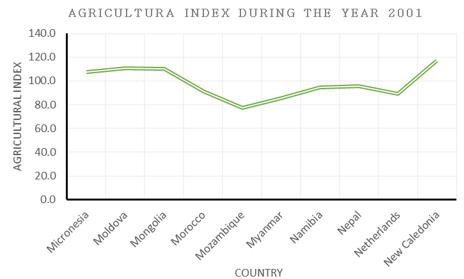 AGRICULTURA INDEX DURING THE YEAR 2001
140.0
120.0
100.0
80.0
60.0
40.0
20.0
0.0
AGRICULTURAL INDEX
Micronesia
Moldova
Mongolia
Morocco
Mozambique
Myanmar
Namibia
Nepal
Netherlands
New Caledonia
COUNTRY